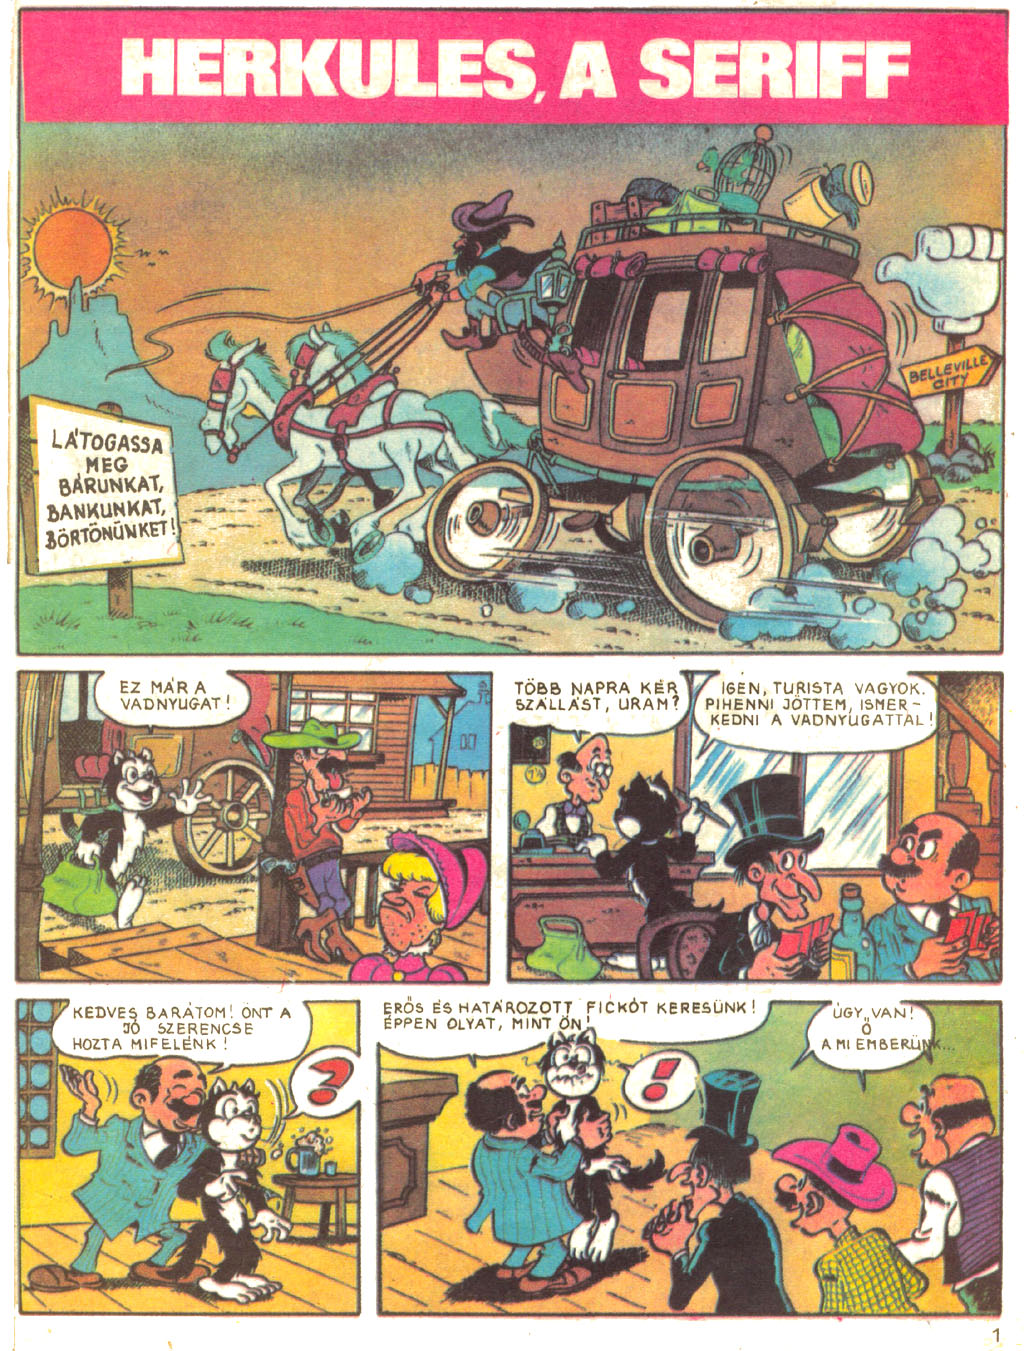 HERKULES, A SERIFF
BELLEVILLE
CITY
LÁTOGASSA
MEG
BÁRUNKAT,
BANKUNKAT,
BÖRTÖNÜNKET!
EZ MÁR A
VADNYUGAT!
TÖBB NAPRA KÉR
SZÁLLÁST, URAM?
IGEN, TURISTA VAGYOK.
PIHENNI JÖTTEM, ISMER-
KEDNI A VADNYUGATTAL!
KEDVES BARÁTOM! ÖNT A
JÓ SZERENCSE
HOZTA MIFELÉNK!
?
ERŐS ÉS HATÁROZOTT FICKÓT KERESÜNK!
ÉPPEN OLYAT, MINT ÖN!
!
ÚGY VAN!
Ő
A MI EMBERÜNK...
1